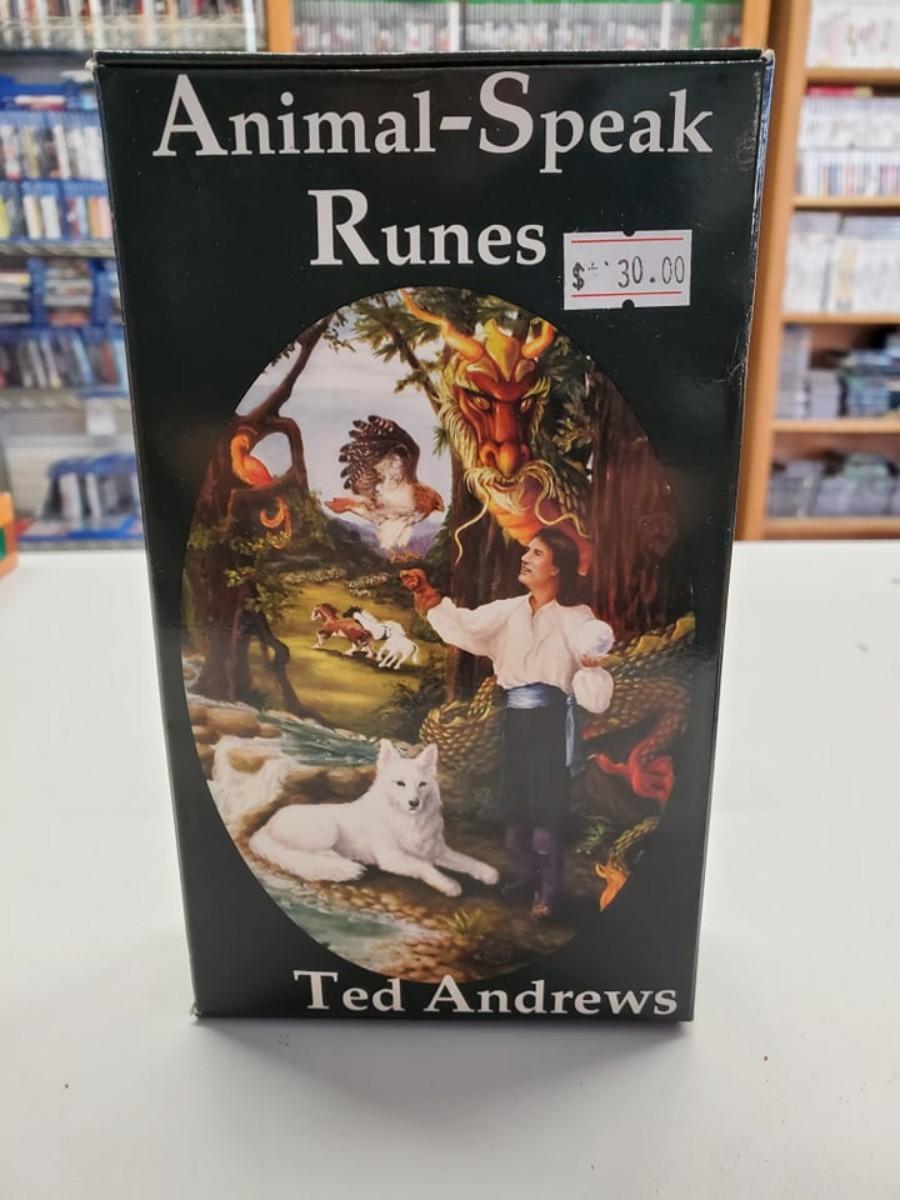 Animal-Speak
Runes
$ 30.00
Ted Andrews